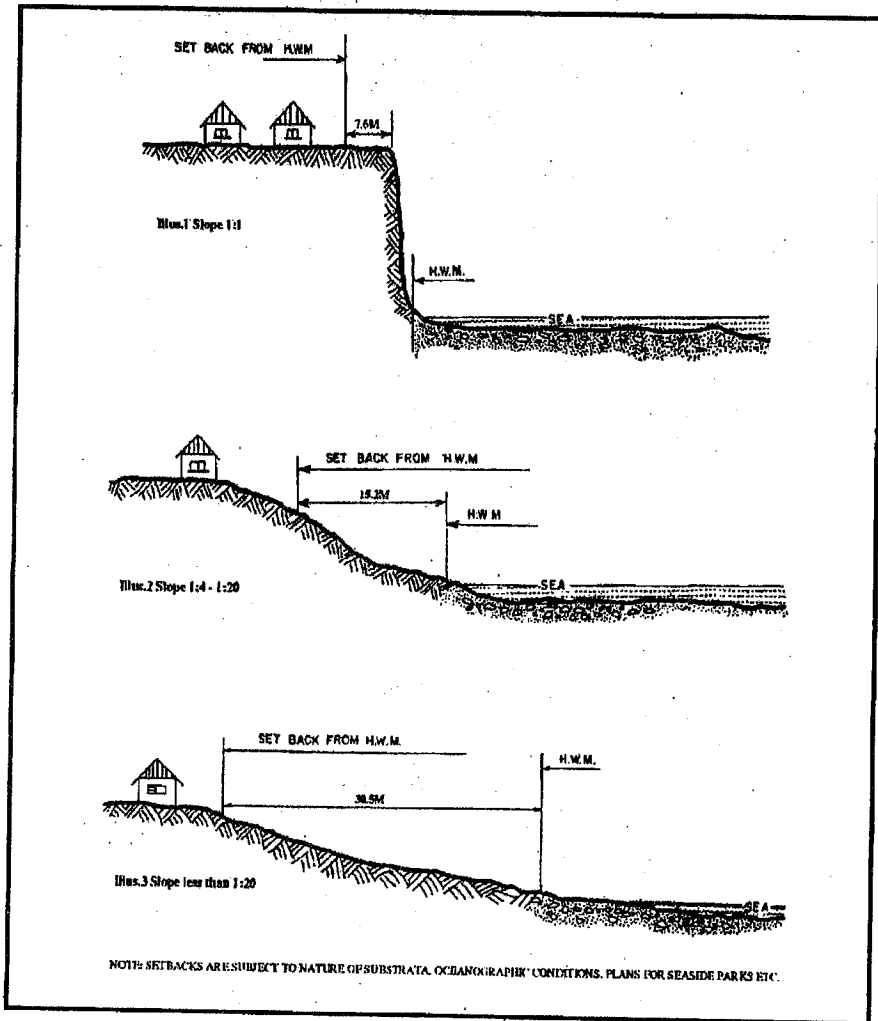 SET BACK FROM H.W.M
7.6M
Illus.1 Slope 1:1
H.W.M.
SEA
SET BACK FROM H.W.M
15.2M
H.W.M
Illus.2 Slope 1:4 - 1:20
SEA
SET BACK FROM H.W.M.
H.W.M.
30.5M
Illus.3 Slope less than 1:20
SEA
NOTE: SETBACKS ARE SUBJECT TO NATURE OF SUBSTRATA, OCEANOGRAPHIC CONDITIONS, PLANS FOR SEASIDE PARKS ETC.